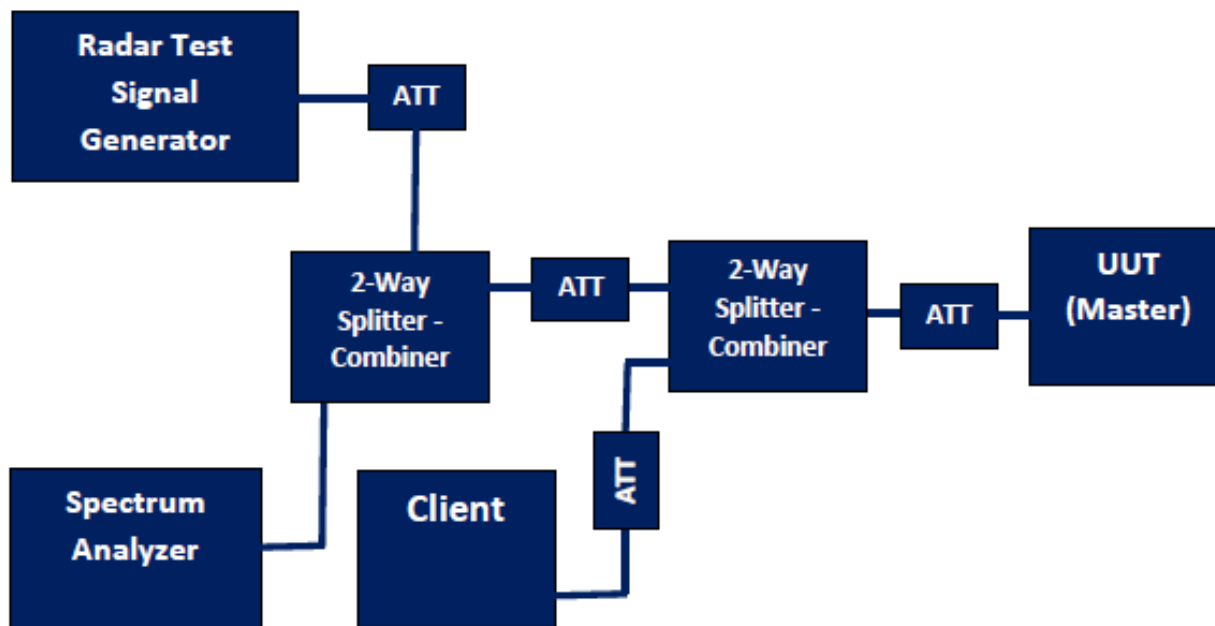 Radar Test
Signal
Generator
ATT
2-Way
Splitter -
Combiner
ATT
2-Way
Splitter -
Combiner
ATT
UUT
(Master)
Spectrum
Analyzer
Client
ATT